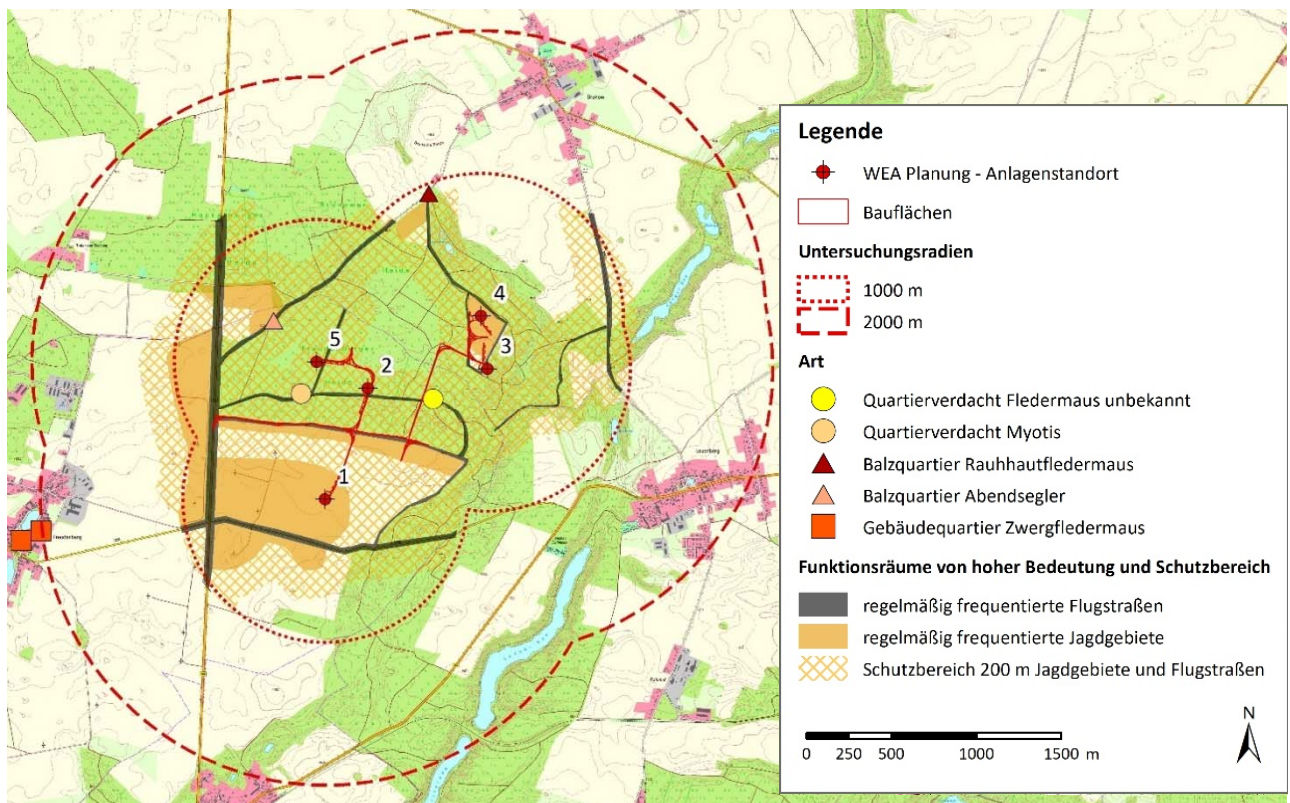 Legende
WEA Planung - Anlagenstandort
Bauflächen
Untersuchungsradien
1000 m
2000 m
Art
Quartierverdacht Fledermaus unbekannt
Quartierverdacht Myotis
Balzquartier Rauhhautfledermaus
Balzquartier Abendsegler
Gebäudequartier Zwergfledermaus
Funktionsräume von hoher Bedeutung und Schutzbereich
regelmäßig frequentierte Flugstraßen
regelmäßig frequentierte Jagdgebiete
Schutzbereich 200 m Jagdgebiete und Flugstraßen
N
0 250 500 1000 1500 m
4
5
3
2
1
Heide